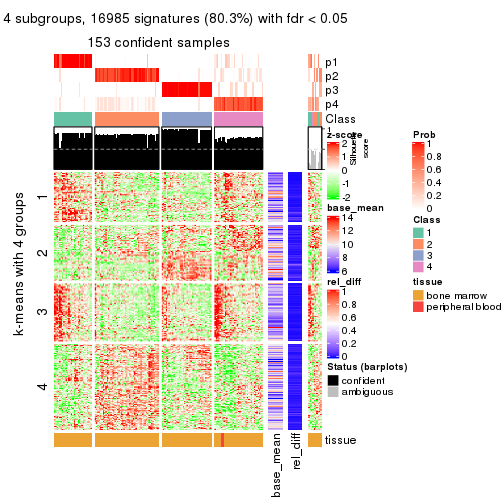 4 subgroups, 16985 signatures (80.3%) with fdr < 0.05
153 confident samples
p1
p2
p3
p4
Class
1
Silhouette
score
k-means with 4 groups
1
2
3
4
tissue
base_mean
rel_diff
z-score
2
1
0
-1
-2
base_mean
14
12
10
8
6
rel_diff
1
0.8
0.6
0.4
0.2
0
Status (barplots)
confident
ambiguous
Prob
1
0.8
0.6
0.4
0.2
0
Class
1
2
3
4
tissue
bone marrow
peripheral blood